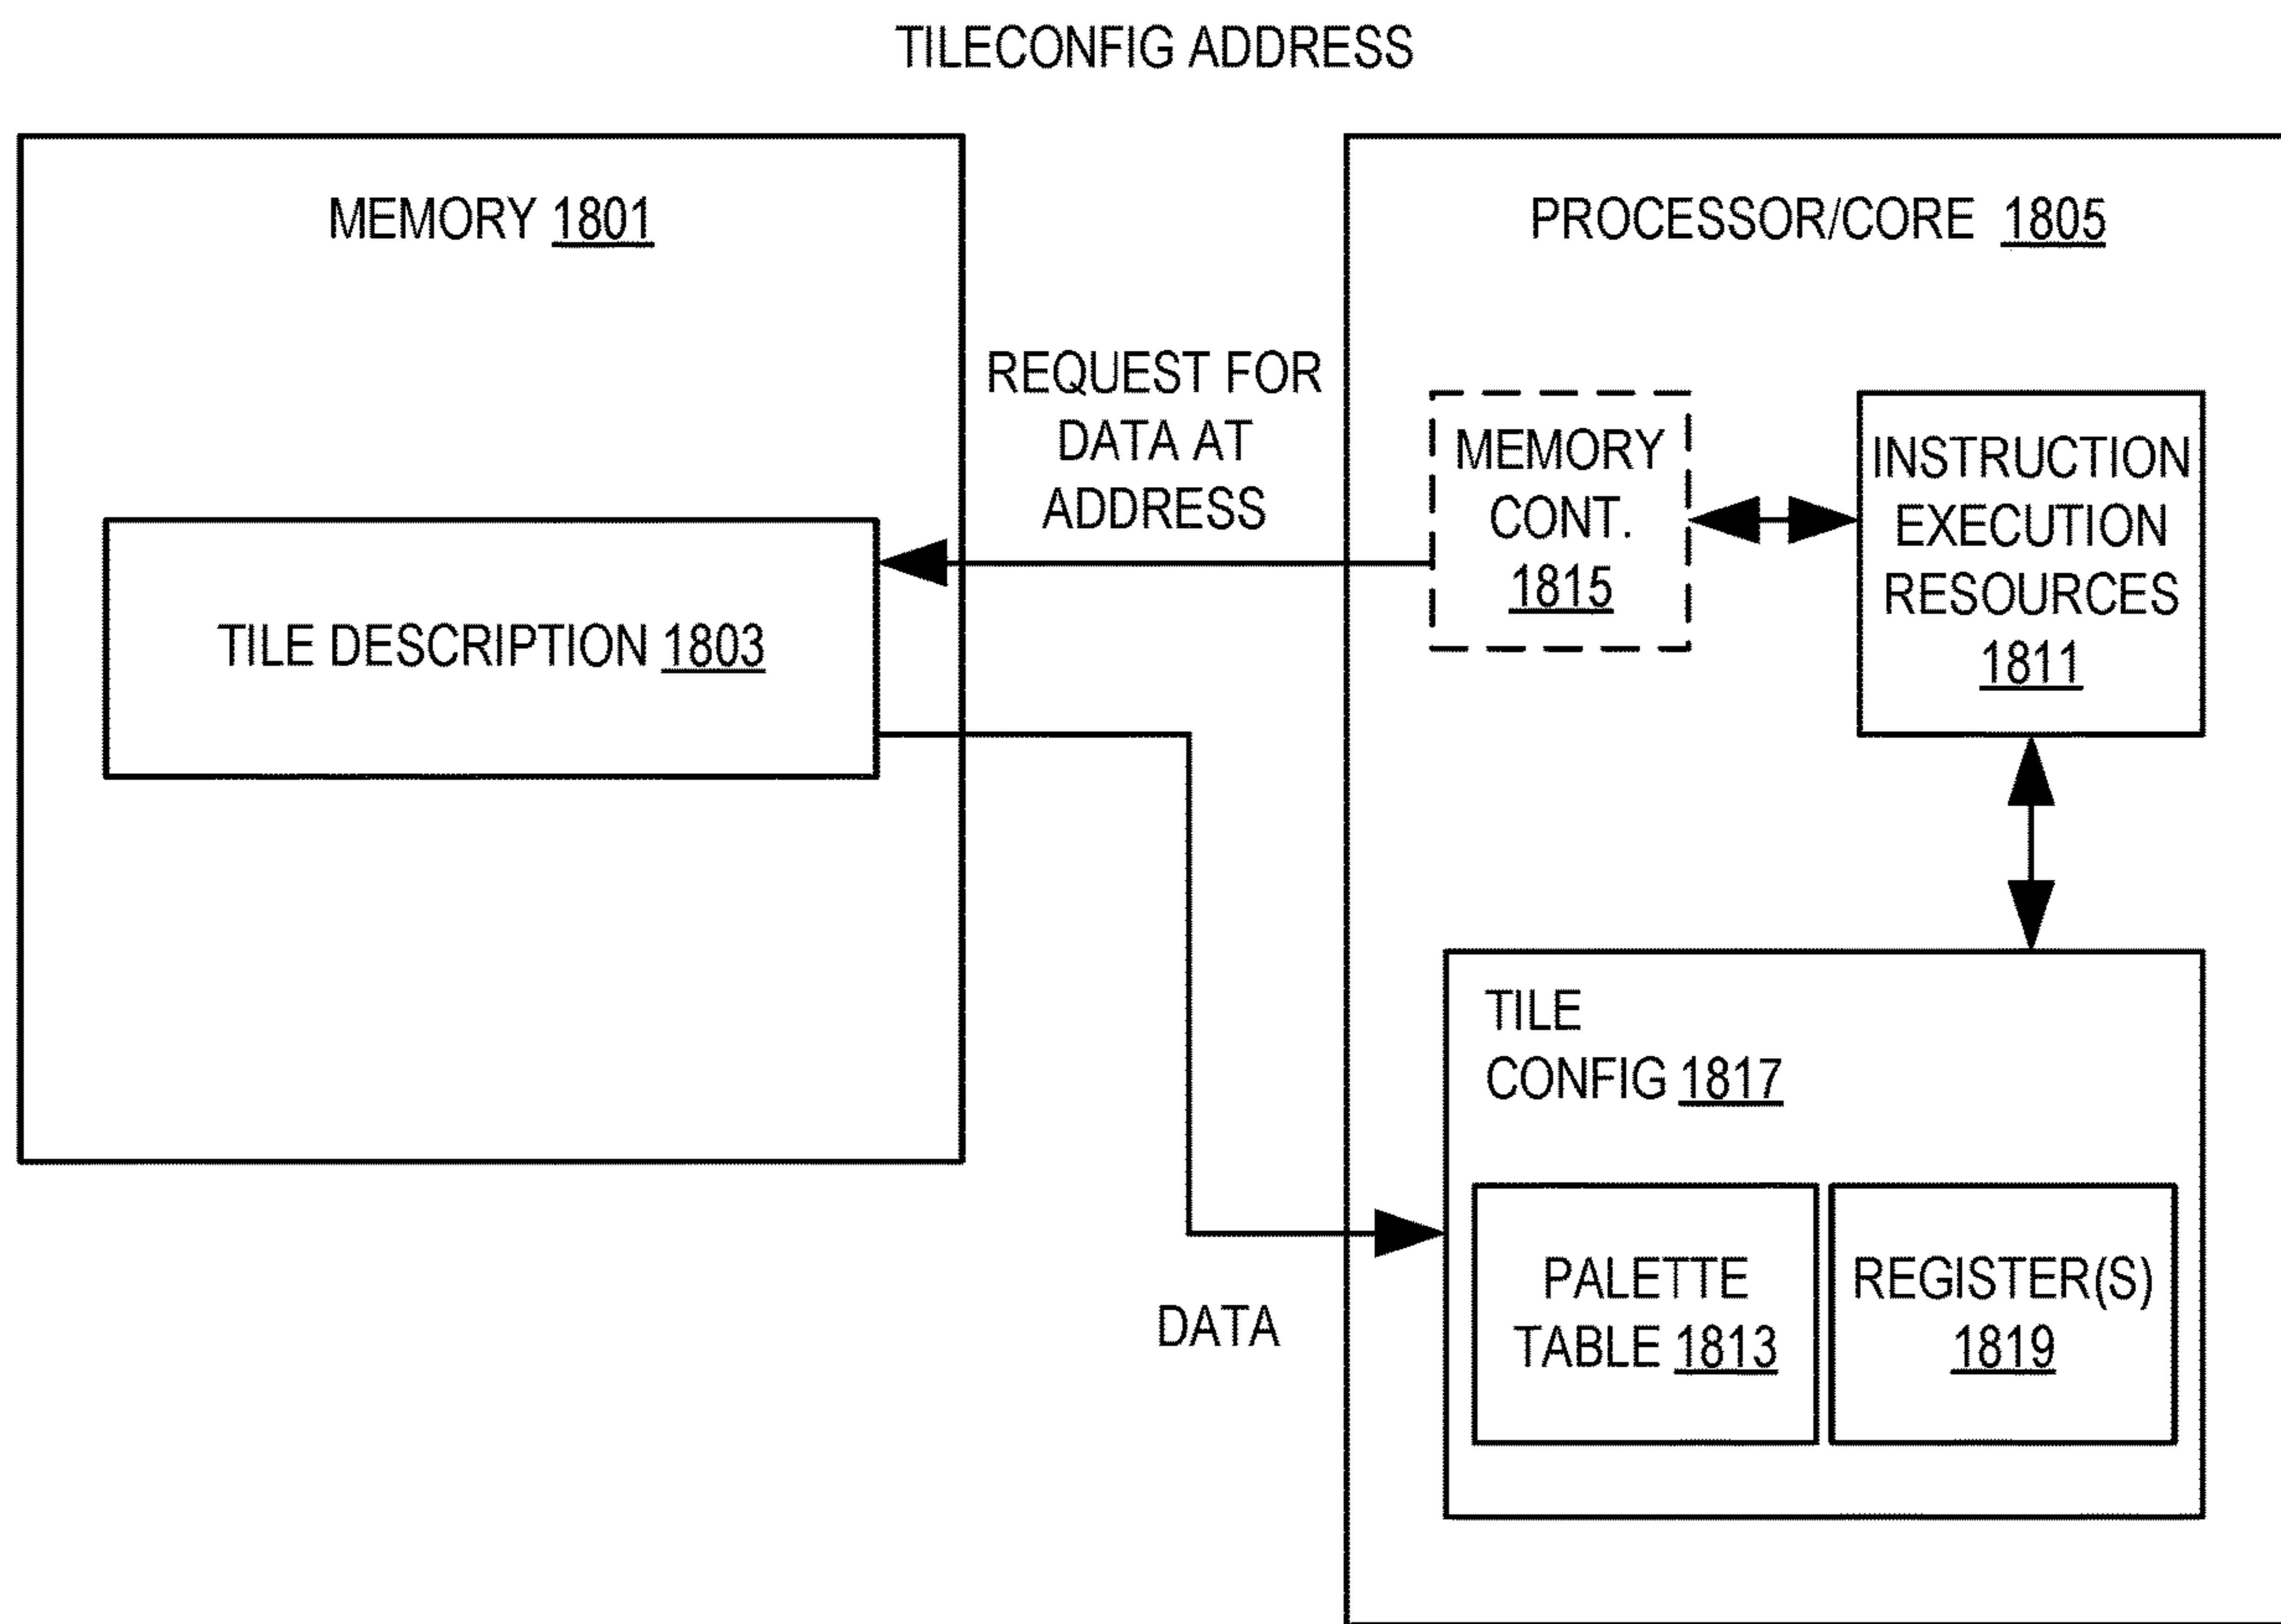 TILECONFIG ADDRESS
MEMORY 1801
PROCESSOR/CORE 1805
REQUEST FOR
DATA AT
ADDRESS
MEMORY
CONT.
1815
INSTRUCTION
EXECUTION
RESOURCES
1811
TILE DESCRIPTION 1803
TILE
CONFIG 1817
PALETTE
TABLE 1813
REGISTER(S)
1819
DATA